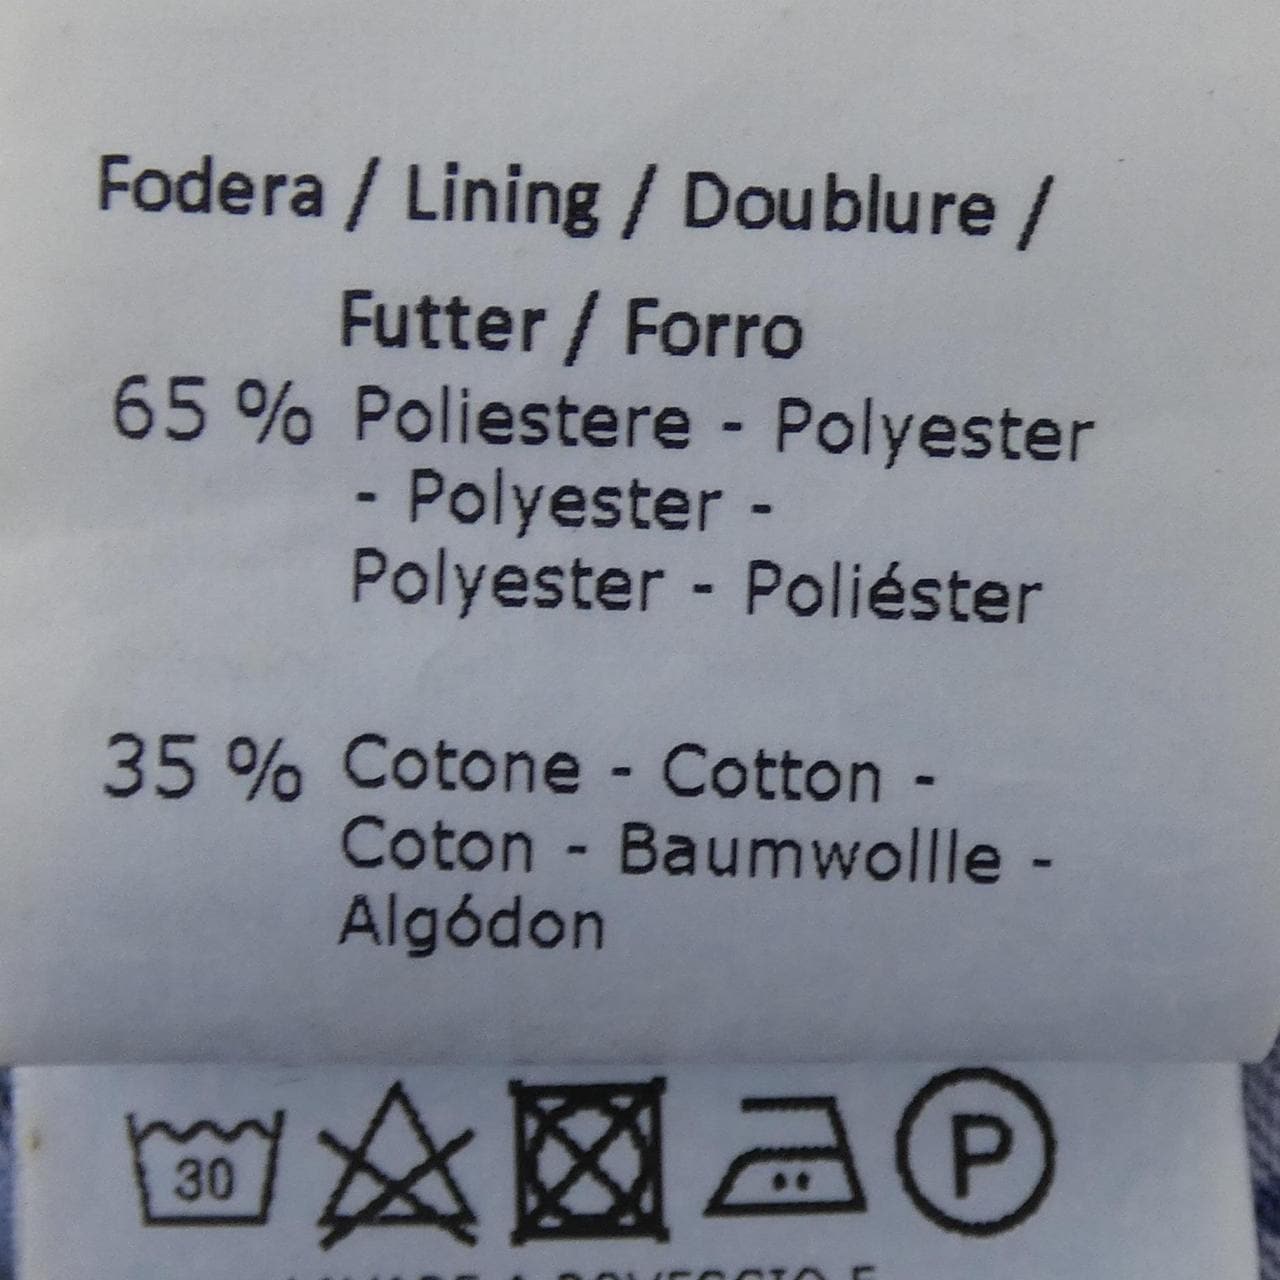 Fodera / Lining / Doublure /
Futter / Forro
65 % Poliestere - Polyester
- Polyester -
Polyester - Poliéster
35 % Cotone - Cotton -
Coton - Baumwollle -
Algódon
30
P